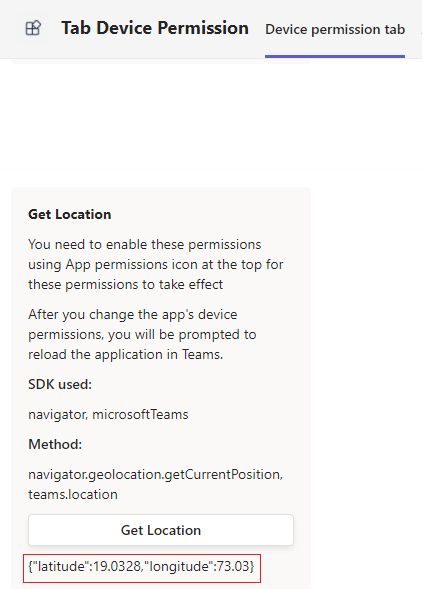 Tab Device Permission
Device permission tab
Get Location
You need to enable these permissions
using App permissions icon at the top for
these permissions to take effect
After you change the app's device
permissions, you will be prompted to
reload the application in Teams.
SDK used:
navigator, microsoftTeams
Method:
navigator.geolocation.getCurrentPosition,
teams.location
Get Location
{"latitude":19.0328,"longitude":73.03}